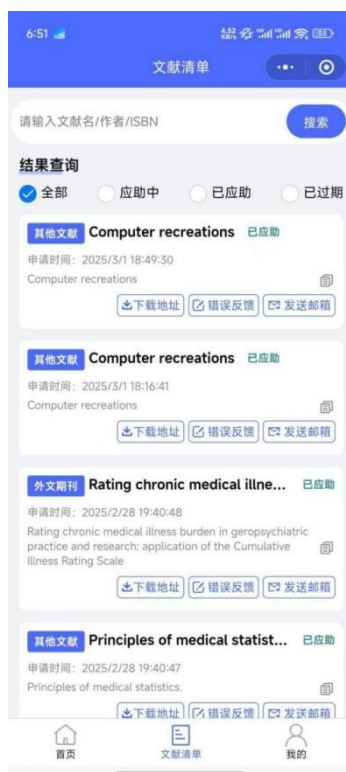 6:51
4.52 KB/s
文献清单
请输入文献名/作者/ISBN
搜索
结果查询
全部 应助中 已应助 已过期
其他文献 Computer recreations 已应助
申请时间: 2025/3/1 18:49:30
Computer recreations
下载地址 错误反馈 发送邮箱
其他文献 Computer recreations 已应助
申请时间: 2025/3/1 18:16:41
Computer recreations
下载地址 错误反馈 发送邮箱
外文期刊 Rating chronic medical illne... 已应助
申请时间: 2025/2/28 19:40:48
Rating chronic medical illness burden in geropsychiatric
practice and research: application of the Cumulative
Illness Rating Scale
下载地址 错误反馈 发送邮箱
其他文献 Principles of medical statist... 已应助
申请时间: 2025/2/28 19:40:47
Principles of medical statistics.
下载地址 错误反馈 发送邮箱
首页 文献清单 我的